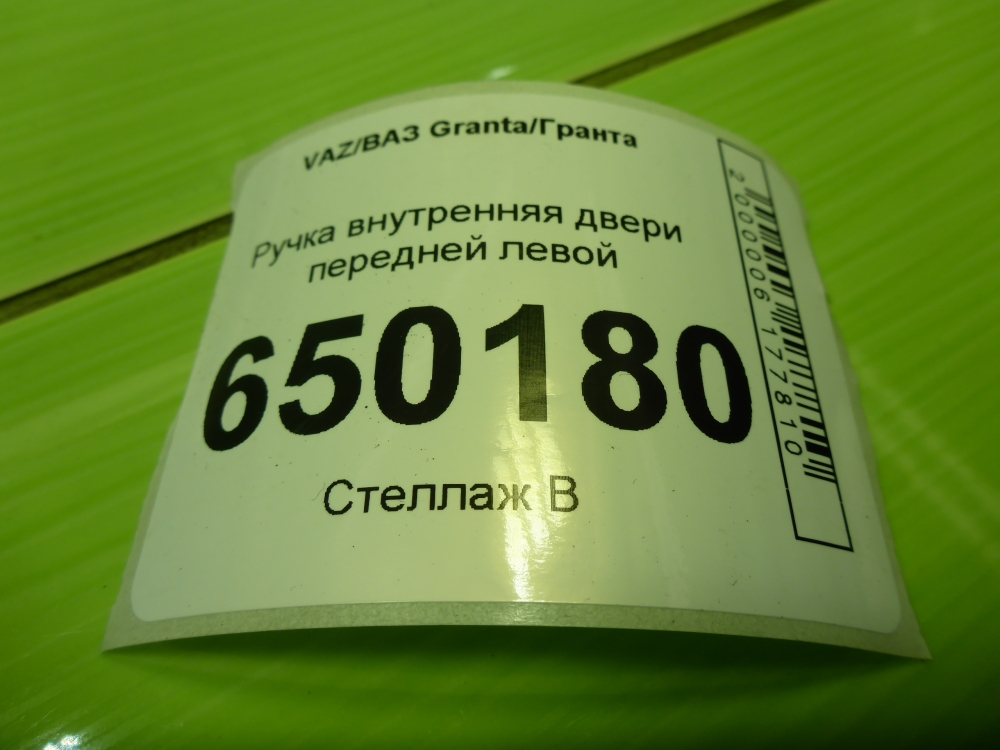 VAZ/ВАЗ Granta/Гранта
Ручка внутренняя двери
передней левой
650180
Стеллаж В
2000006177810